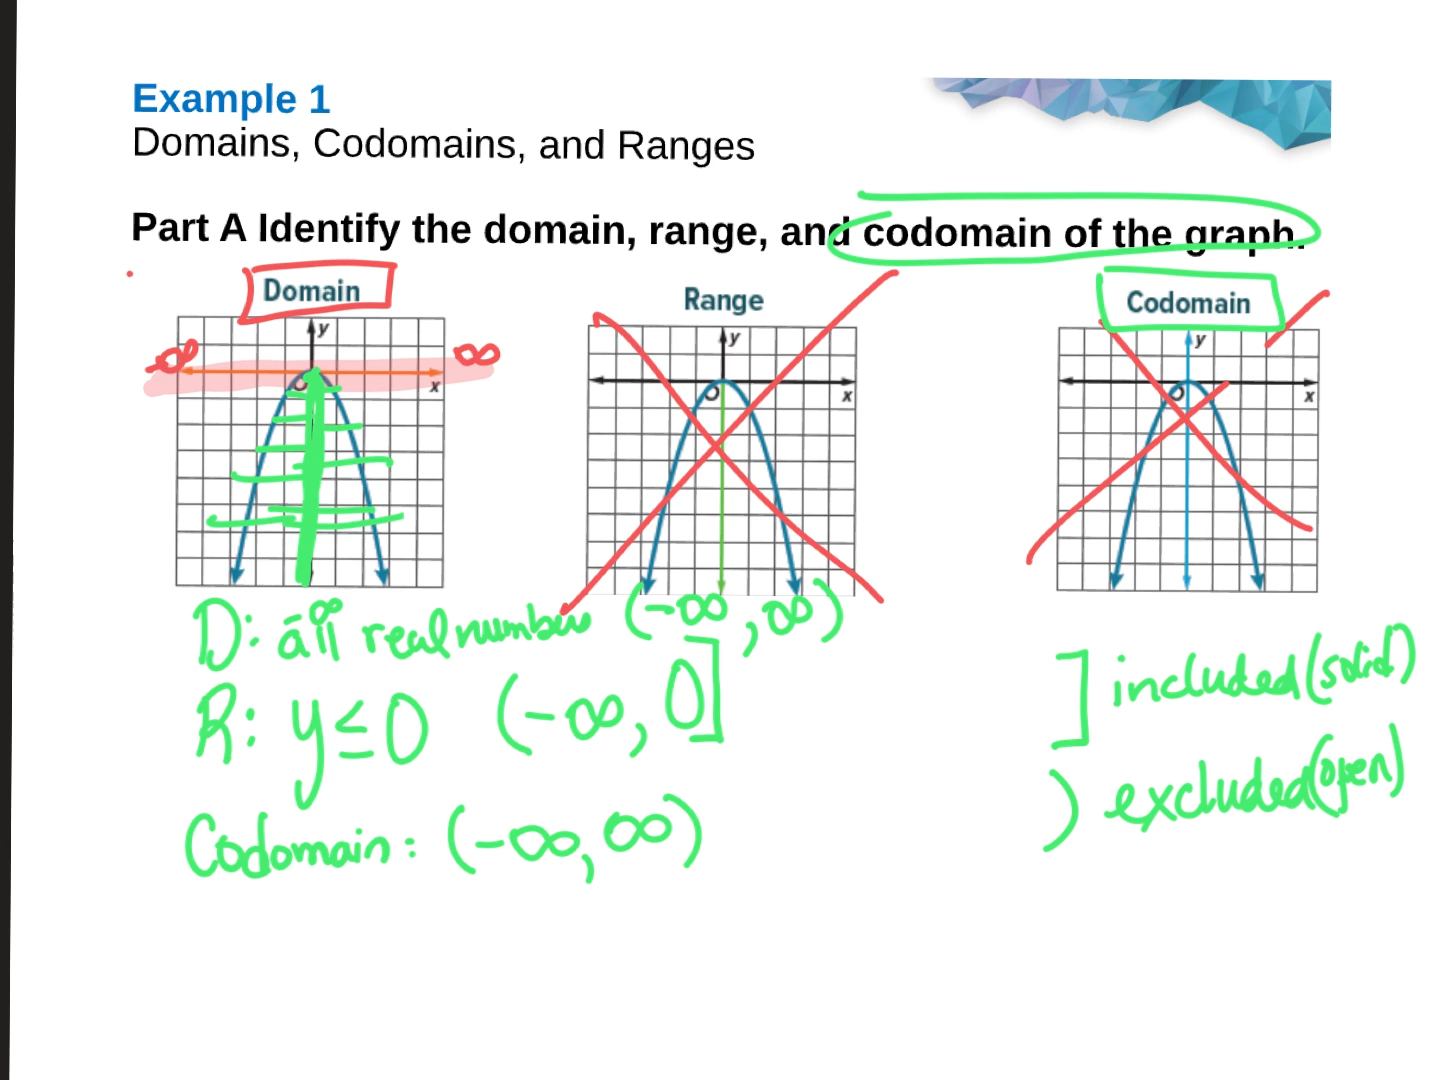 Example 1
Domains, Codomains, and Ranges
Part A Identify the domain, range, and codomain of the graph.
Domain
Range
Codomain
y
y
y
-∞
∞
O
x
O
x
O
x
D: all real numbers (-∞, ∞)
R: y ≤ 0 (-∞, 0]
Codomain: (-∞, ∞)
] included (solid)
) excluded (open)